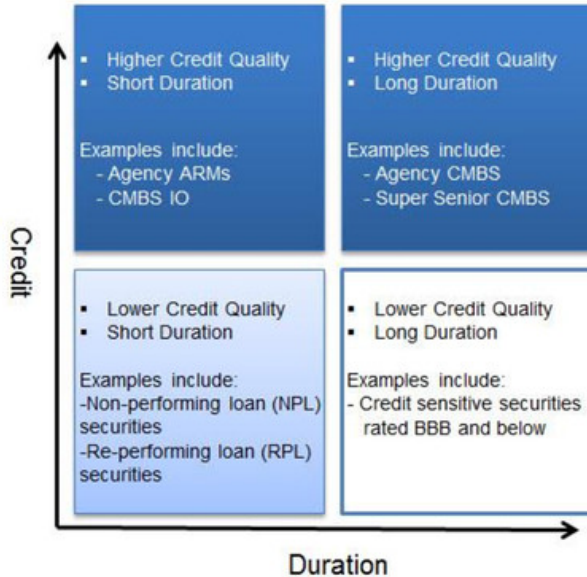 Credit
▪ Higher Credit Quality
▪ Short Duration
Examples include:
- Agency ARMs
- CMBS IO
▪ Higher Credit Quality
▪ Long Duration
Examples include:
- Agency CMBS
- Super Senior CMBS
▪ Lower Credit Quality
▪ Short Duration
Examples include:
-Non-performing loan (NPL)
securities
-Re-performing loan (RPL)
securities
▪ Lower Credit Quality
▪ Long Duration
Examples include:
- Credit sensitive securities
rated BBB and below
Duration